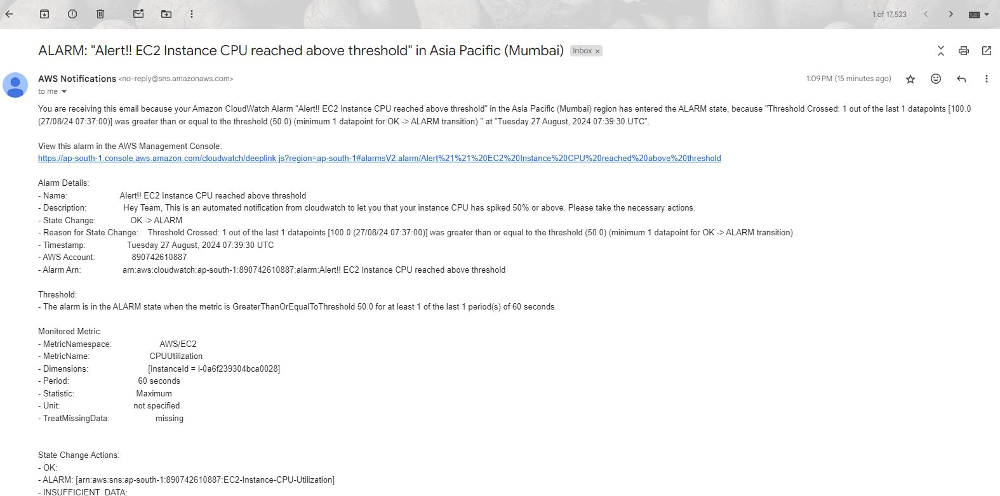 1 of 17,523
ALARM: "Alert!! EC2 Instance CPU reached above threshold" in Asia Pacific (Mumbai) Inbox ×
AWS Notifications <no-reply@sns.amazonaws.com> 1:09 PM (15 minutes ago)
to me
You are receiving this email because your Amazon CloudWatch Alarm "Alert!! EC2 Instance CPU reached above threshold" in the Asia Pacific (Mumbai) region has entered the ALARM state, because "Threshold Crossed: 1 out of the last 1 datapoints [100.0
(27/08/24 07:37:00)] was greater than or equal to the threshold (50.0) (minimum 1 datapoint for OK -> ALARM transition)." at "Tuesday 27 August, 2024 07:39:30 UTC".
View this alarm in the AWS Management Console:
https://ap-south-1.console.aws.amazon.com/cloudwatch/deeplink.js?region=ap-south-1#alarmsV2:alarm/Alert%21%21%20EC2%20Instance%20CPU%20reached%20above%20threshold
Alarm Details:
- Name: Alert!! EC2 Instance CPU reached above threshold
- Description: Hey Team, This is an automated notification from cloudwatch to let you that your instance CPU has spiked 50% or above. Please take the necessary actions.
- State Change: OK -> ALARM
- Reason for State Change: Threshold Crossed: 1 out of the last 1 datapoints [100.0 (27/08/24 07:37:00)] was greater than or equal to the threshold (50.0) (minimum 1 datapoint for OK -> ALARM transition).
- Timestamp: Tuesday 27 August, 2024 07:39:30 UTC
- AWS Account: 890742610887
- Alarm Arn: arn:aws:cloudwatch:ap-south-1:890742610887:alarm:Alert!! EC2 Instance CPU reached above threshold
Threshold:
- The alarm is in the ALARM state when the metric is GreaterThanOrEqualToThreshold 50.0 for at least 1 of the last 1 period(s) of 60 seconds.
Monitored Metric:
- MetricNamespace: AWS/EC2
- MetricName: CPUUtilization
- Dimensions: [InstanceId = i-0a6f239304bca0028]
- Period: 60 seconds
- Statistic: Maximum
- Unit: not specified
- TreatMissingData: missing
State Change Actions:
- OK:
- ALARM: [arn:aws:sns:ap-south-1:890742610887:EC2-Instance-CPU-Utilization]
- INSUFFICIENT_DATA: